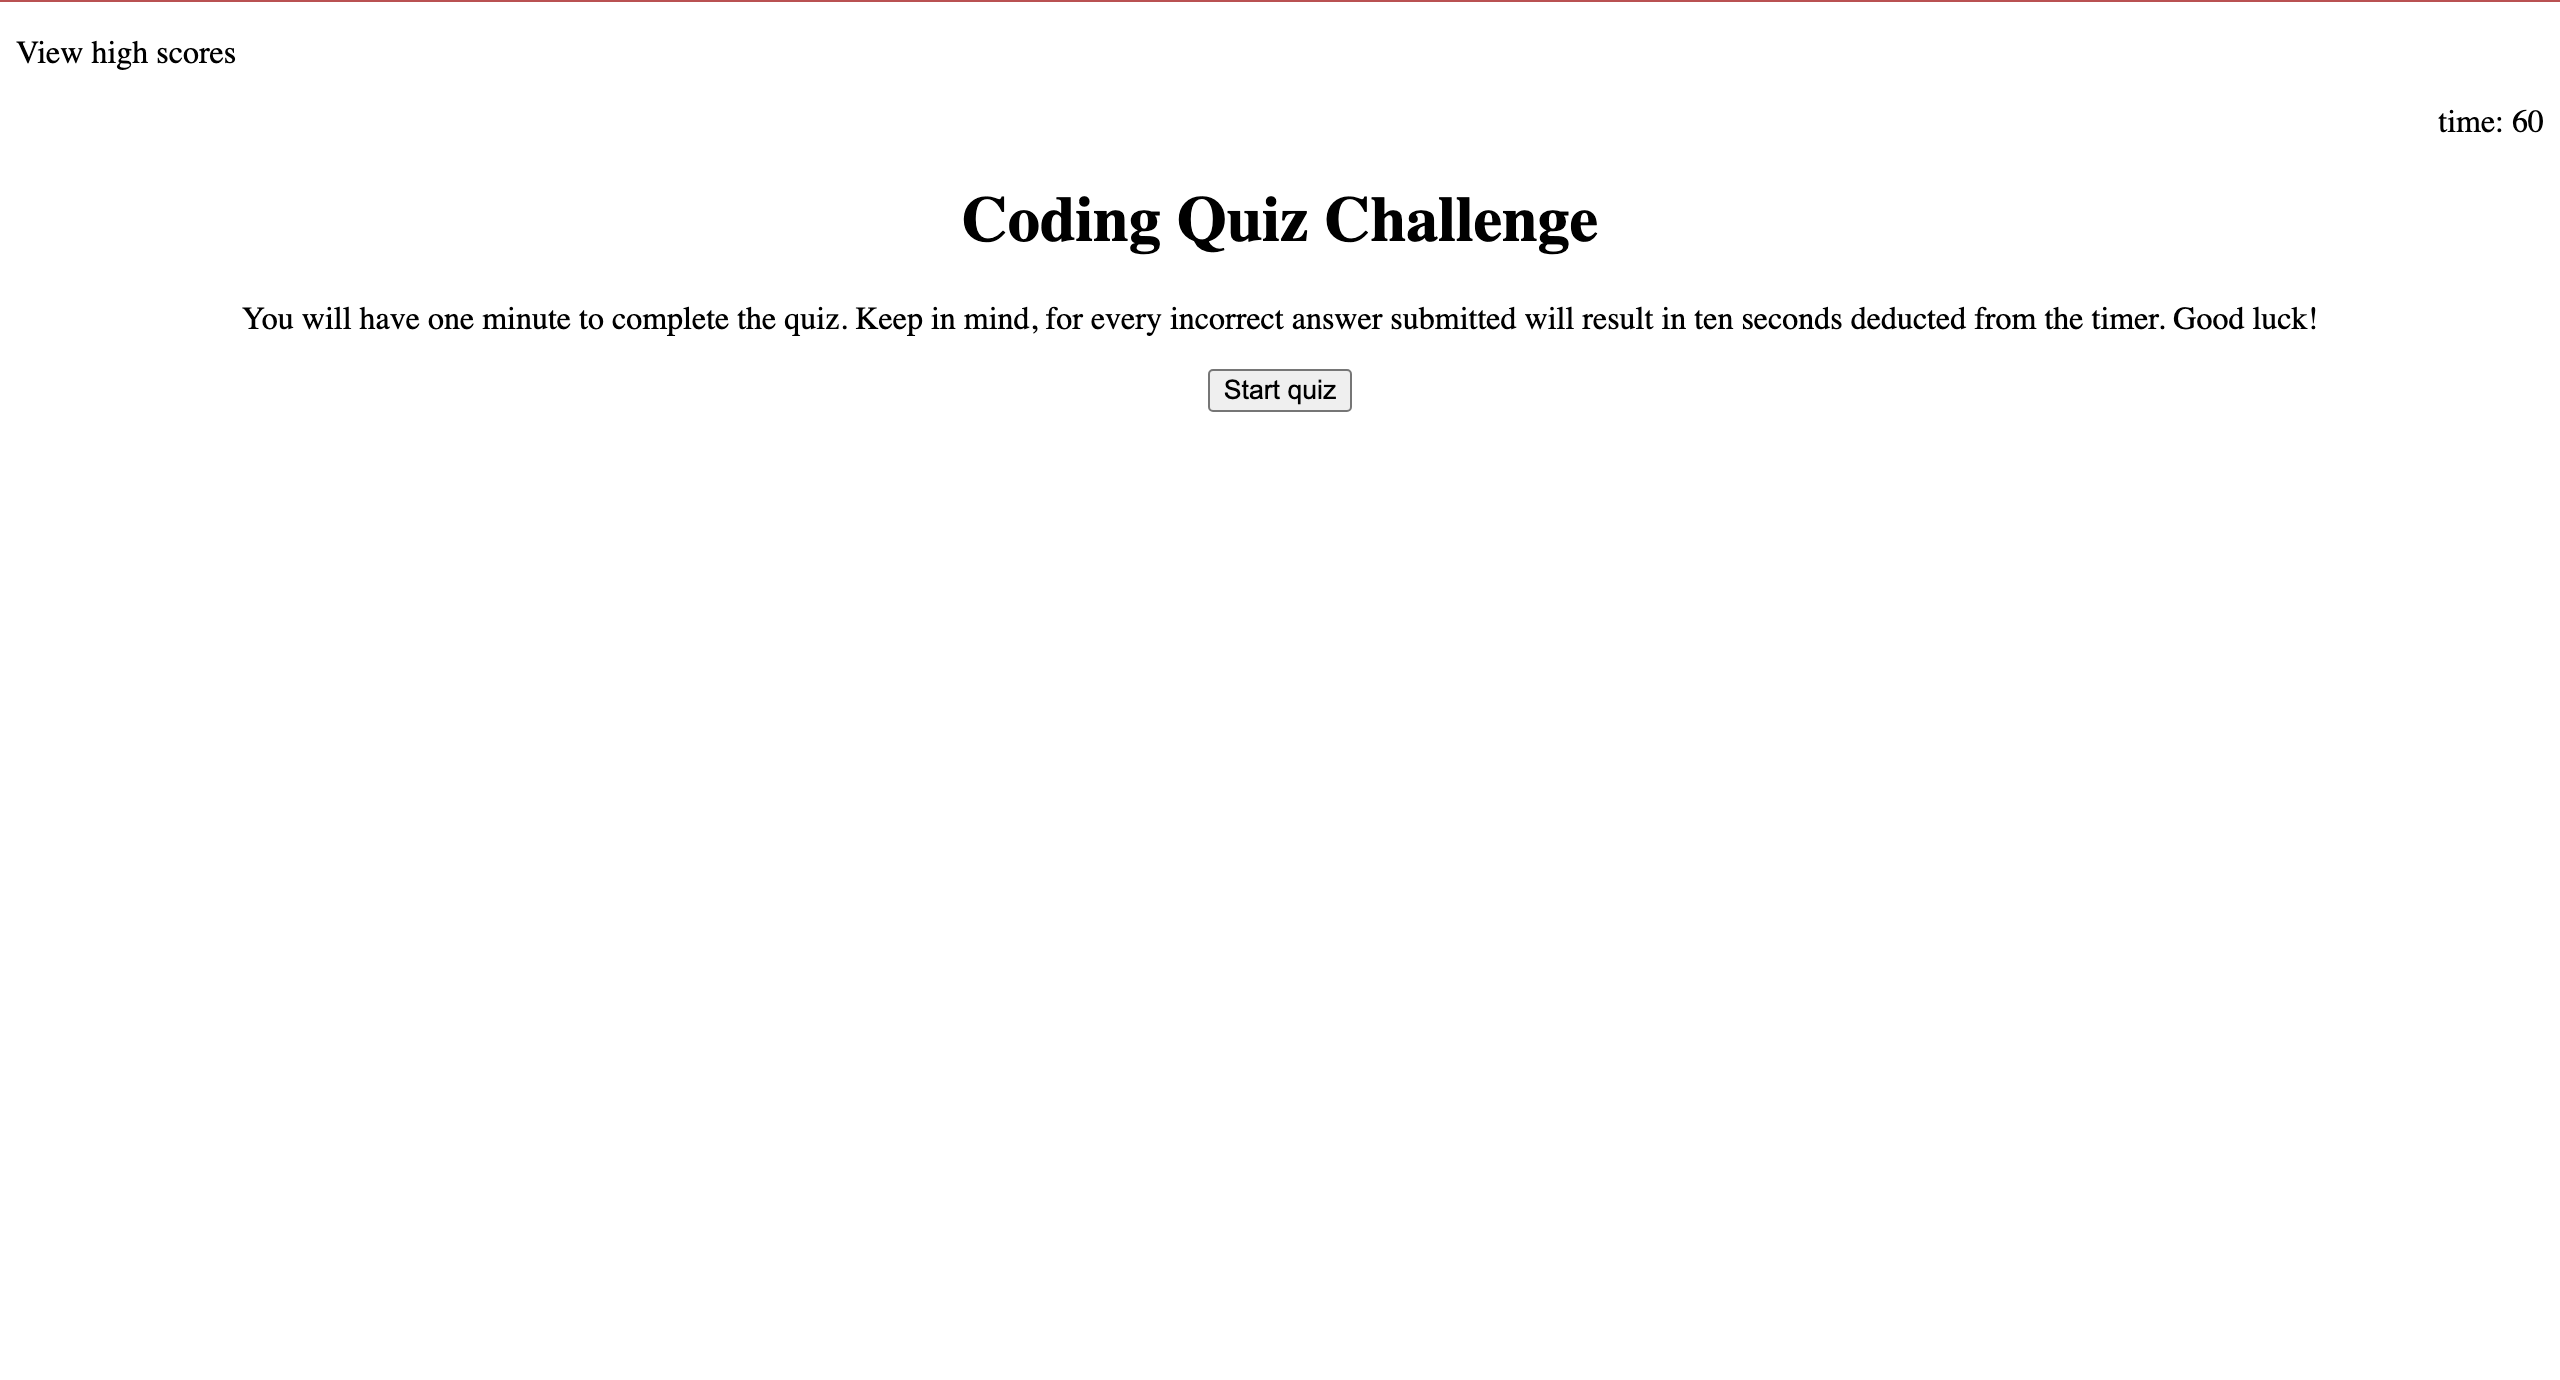 View high scores
time: 60
Coding Quiz Challenge
You will have one minute to complete the quiz. Keep in mind, for every incorrect answer submitted will result in ten seconds deducted from the timer. Good luck!
Start quiz